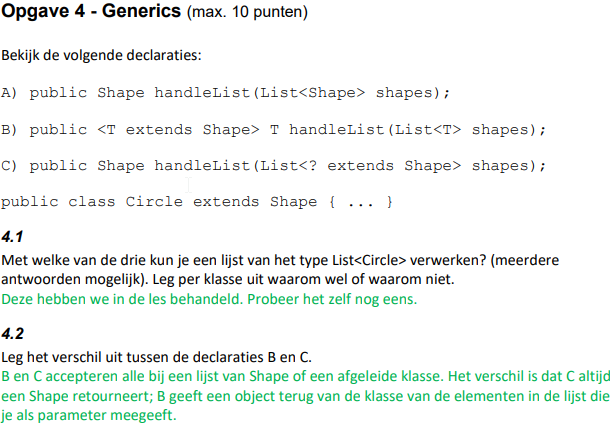 Opgave 4 - Generics (max. 10 punten)
Bekijk de volgende declaraties:
A) public Shape handleList(List<Shape> shapes);
B) public <T extends Shape> T handleList(List<T> shapes);
C) public Shape handleList(List<? extends Shape> shapes);
public class Circle extends Shape { ... }
4.1
Met welke van de drie kun je een lijst van het type List<Circle> verwerken? (meerdere
antwoorden mogelijk). Leg per klasse uit waarom wel of waarom niet.
Deze hebben we in de les behandeld. Probeer het zelf nog eens.
4.2
Leg het verschil uit tussen de declaraties B en C.
B en C accepteren alle bij een lijst van Shape of een afgeleide klasse. Het verschil is dat C altijd
een Shape retourneert; B geeft een object terug van de klasse van de elementen in de lijst die
je als parameter meegeeft.